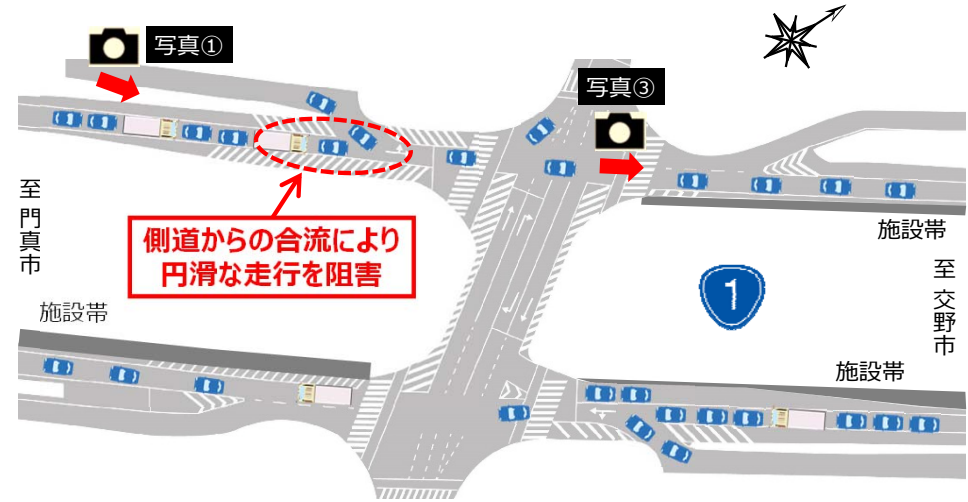 写真①
写真③
至 門真市
側道からの合流により
円滑な走行を阻害
施設帯
1
至 交野市
施設帯
施設帯